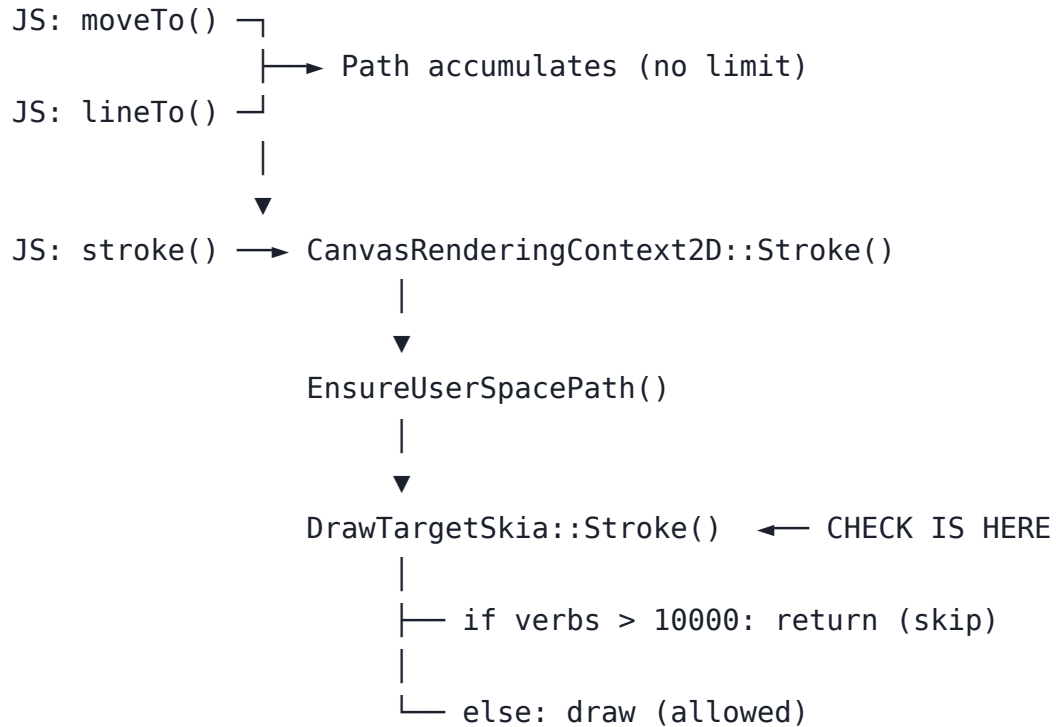 JS: moveTo() ─┐
├──► Path accumulates (no limit)
JS: lineTo() ─┘
│
▼
JS: stroke() ──► CanvasRenderingContext2D::Stroke()
│
▼
EnsureUserSpacePath()
│
▼
DrawTargetSkia::Stroke() ◄── CHECK IS HERE
│
├── if verbs > 10000: return (skip)
│
└── else: draw (allowed)